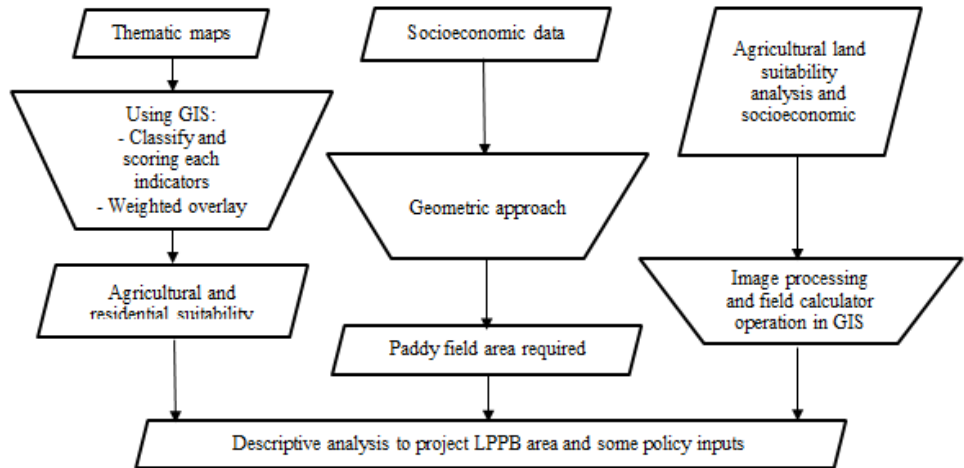 Thematic maps
Using GIS:
- Classify and
scoring each
indicators
- Weighted overlay
Agricultural and
residential suitability
Socioeconomic data
Geometric approach
Paddy field area required
Agricultural land
suitability
analysis and
socioeconomic
Image processing
and field calculator
operation in GIS
Descriptive analysis to project LPPB area and some policy inputs